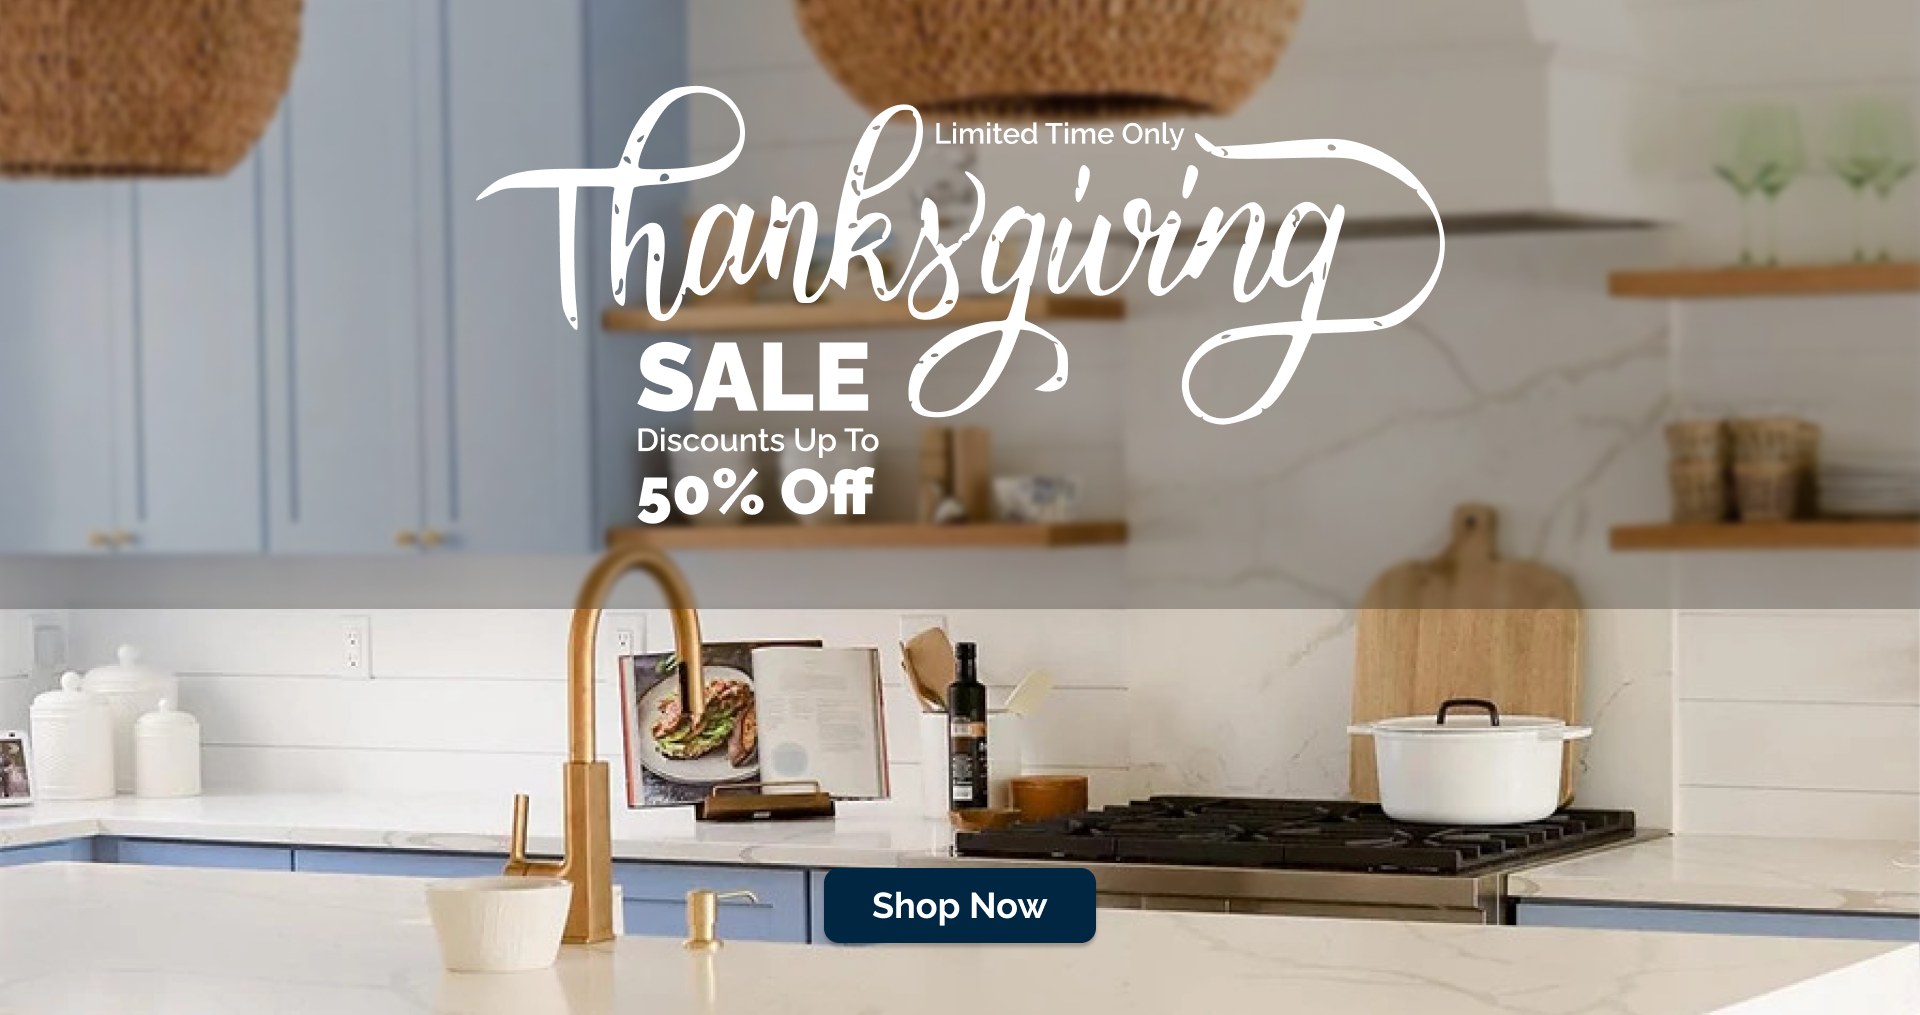 Limited Time Only
Thanksgiving
SALE
Discounts Up To
50% Off
Shop Now